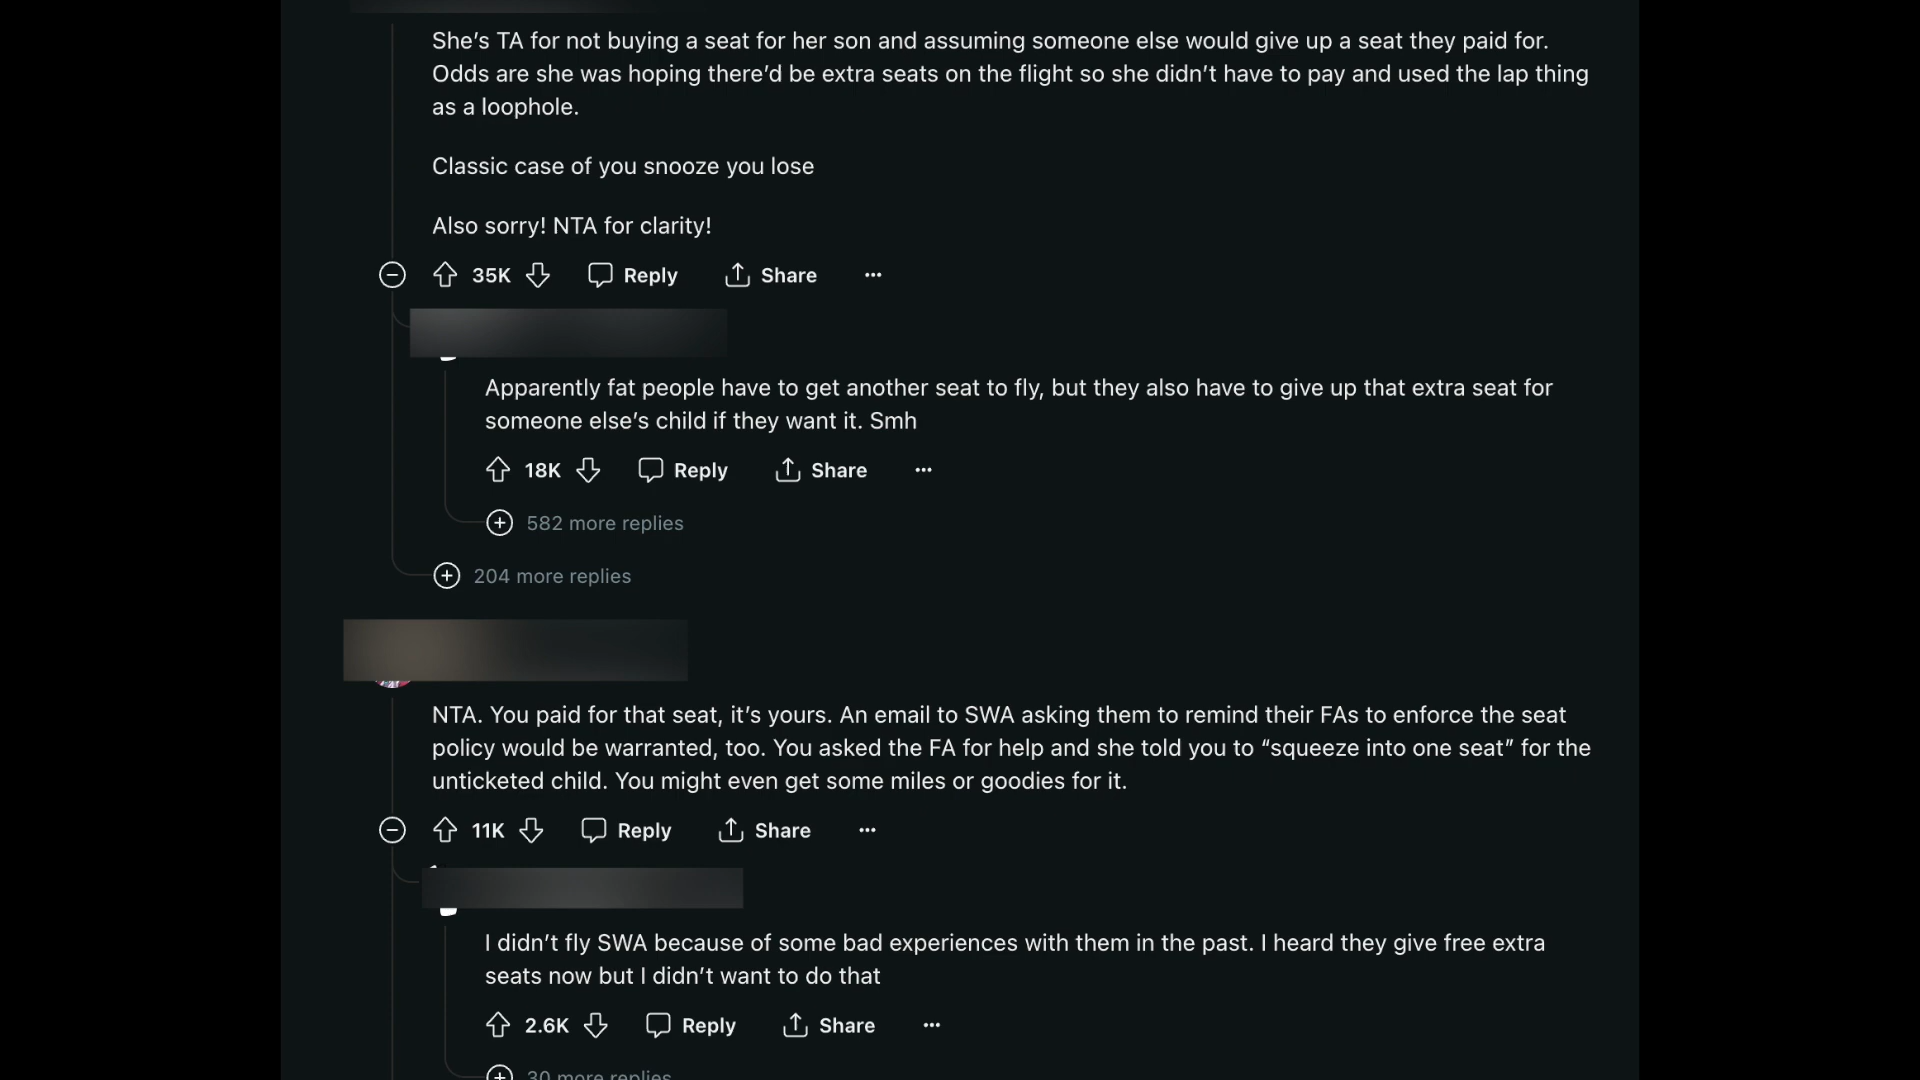 She’s TA for not buying a seat for her son and assuming someone else would give up a seat they paid for.
Odds are she was hoping there’d be extra seats on the flight so she didn’t have to pay and used the lap thing
as a loophole.
Classic case of you snooze you lose
Also sorry! NTA for clarity!
35K Reply Share
Apparently fat people have to get another seat to fly, but they also have to give up that extra seat for
someone else’s child if they want it. Smh
18K Reply Share
582 more replies
204 more replies
NTA. You paid for that seat, it’s yours. An email to SWA asking them to remind their FAs to enforce the seat
policy would be warranted, too. You asked the FA for help and she told you to “squeeze into one seat” for the
unticketed child. You might even get some miles or goodies for it.
11K Reply Share
I didn’t fly SWA because of some bad experiences with them in the past. I heard they give free extra
seats now but I didn’t want to do that
2.6K Reply Share
30 more replies